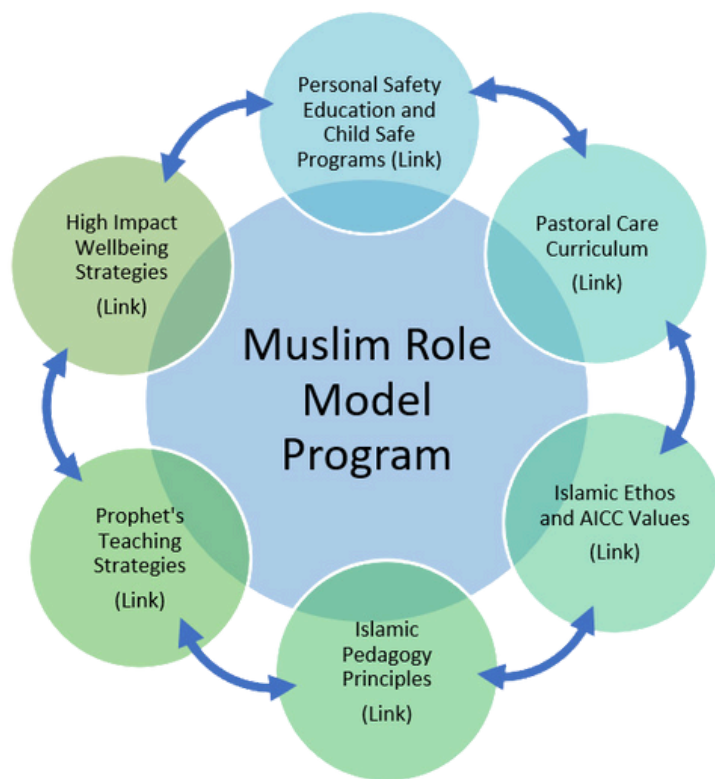 Personal Safety
Education and
Child Safe
Programs (Link)
Pastoral Care
Curriculum
(Link)
Islamic Ethos
and AICC Values
(Link)
Islamic
Pedagogy
Principles
(Link)
Prophet's
Teaching
Strategies
(Link)
High Impact
Wellbeing
Strategies
(Link)
Muslim Role
Model
Program